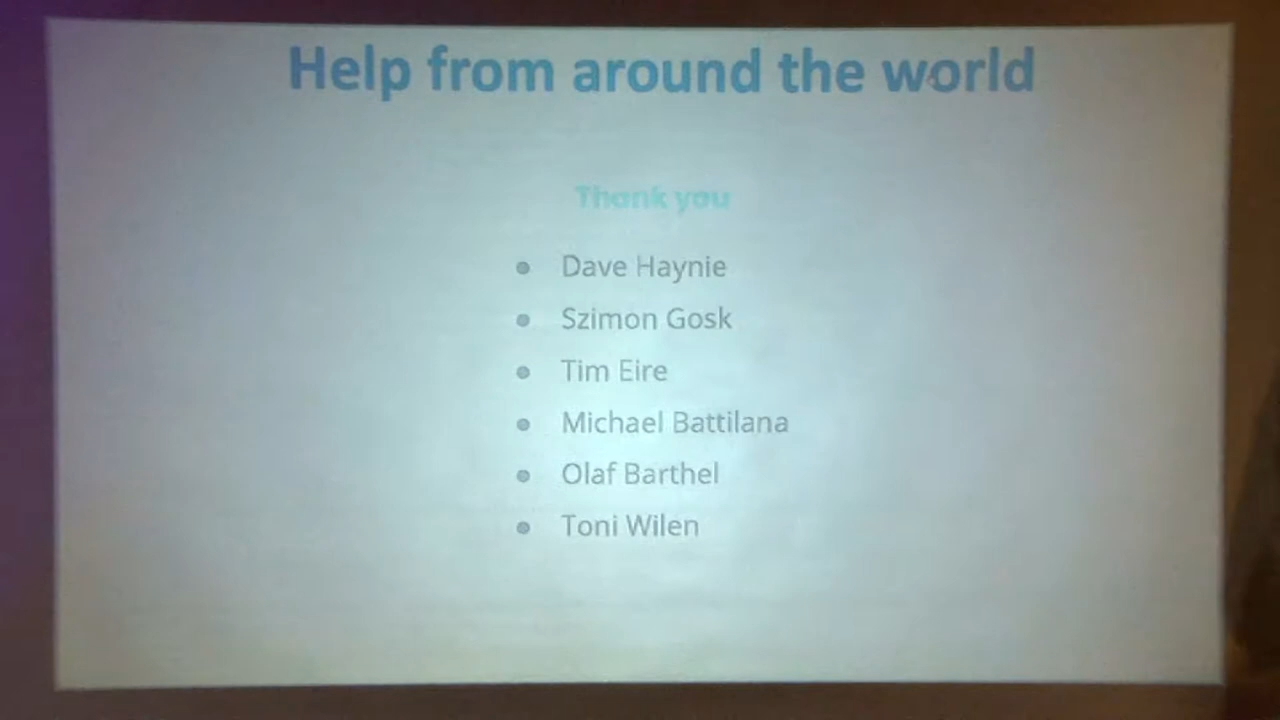 Help from around the world
Thank you
Dave Haynie
Szimon Gosk
Tim Eire
Michael Battilana
Olaf Barthel
Toni Wilen